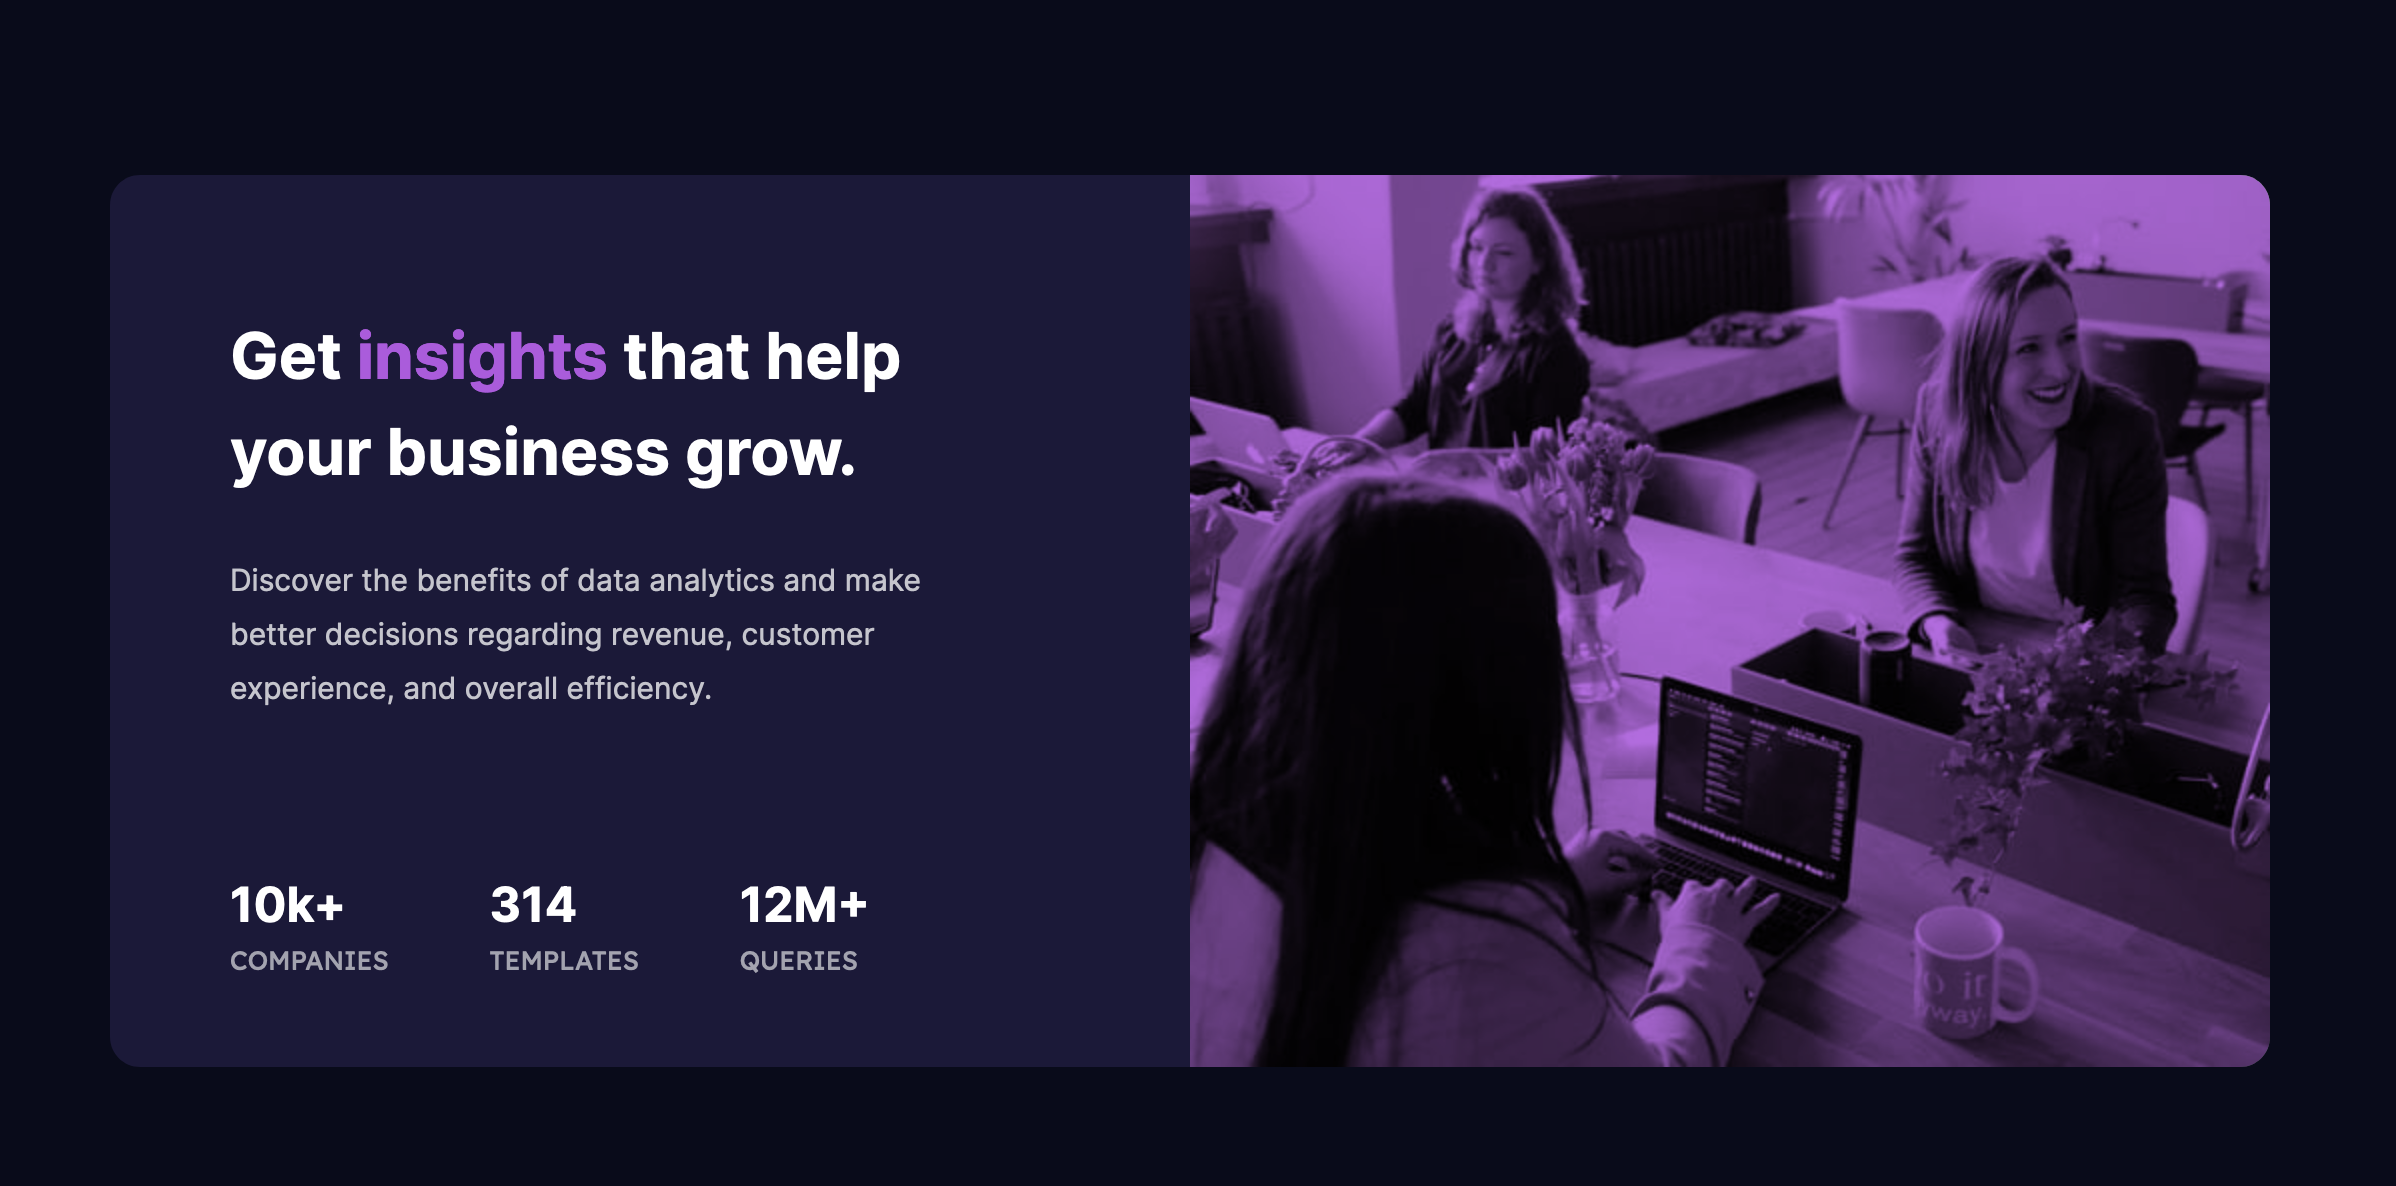 Get insights that help
your business grow.
Discover the benefits of data analytics and make
better decisions regarding revenue, customer
experience, and overall efficiency.
10k+ 314 12M+
COMPANIES TEMPLATES QUERIES
it